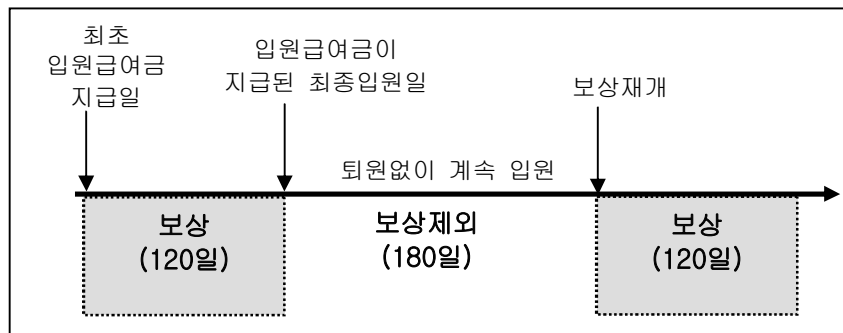 최초
입원급여금
지급일
입원급여금이
지급된 최종입원일
보상재개
퇴원없이 계속 입원
보상
(120일)
보상제외
(180일)
보상
(120일)